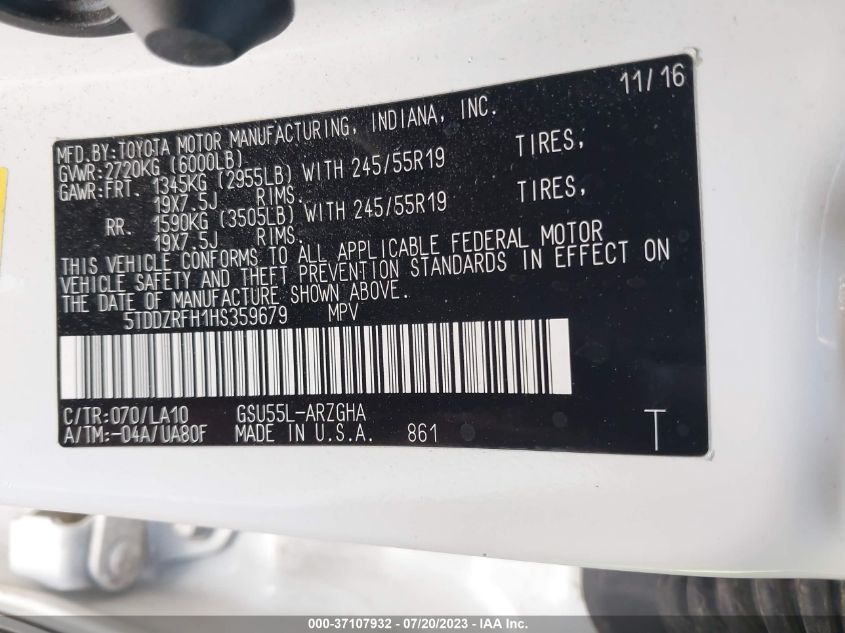 11/16
MFD.BY:TOYOTA MOTOR MANUFACTURING, INDIANA, INC.
GVWR:2720KG (6000LB)
GAWR:FRT. 1345KG (2955LB) WITH 245/55R19 TIRES,
19X7.5J RIMS.
RR. 1590KG (3505LB) WITH 245/55R19 TIRES,
19X7.5J RIMS.
THIS VEHICLE CONFORMS TO ALL APPLICABLE FEDERAL MOTOR
VEHICLE SAFETY AND THEFT PREVENTION STANDARDS IN EFFECT ON
THE DATE OF MANUFACTURE SHOWN ABOVE.
5TDDZRFH1HS359679 MPV
C/TR:070/LA10 GSU55L-ARZGHA
A/TM:-04A/UA80F MADE IN U.S.A. 861 T
000-37107932 - 07/20/2023 - IAA Inc.